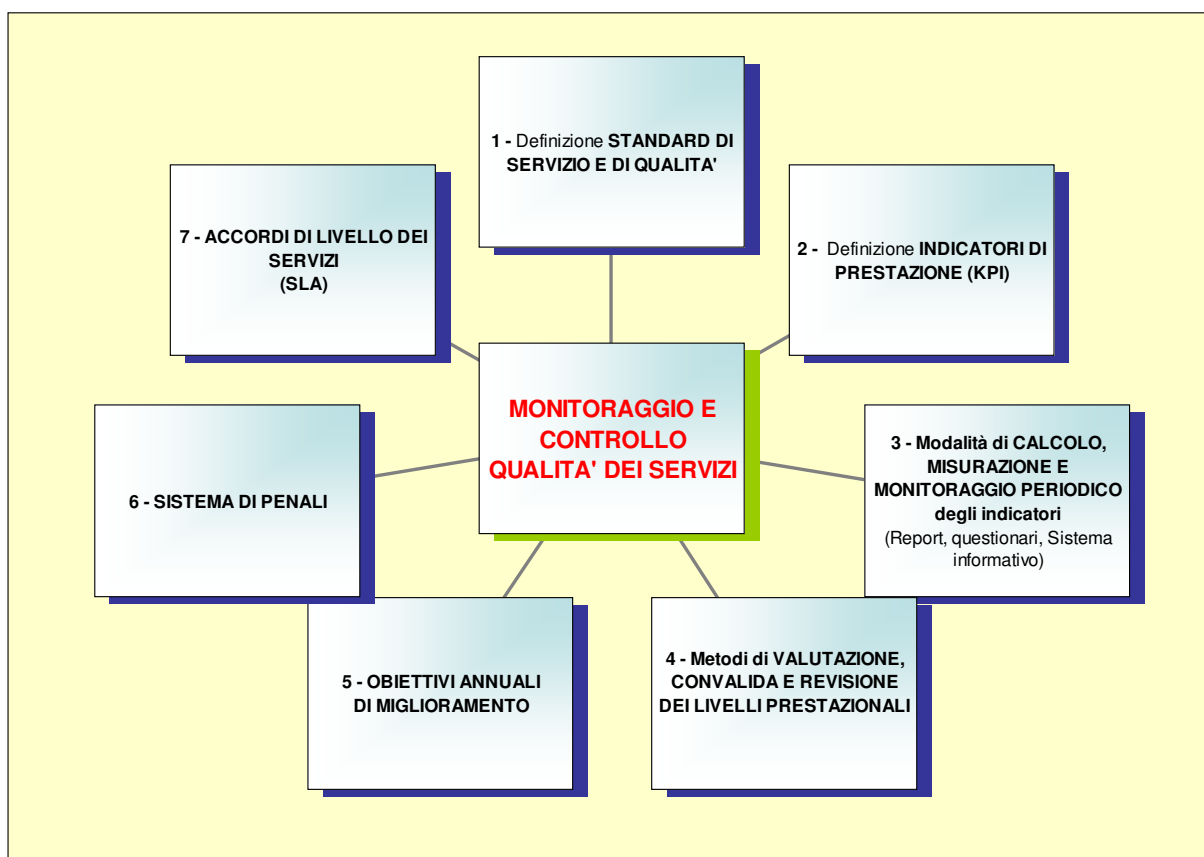 1 - Definizione STANDARD DI
SERVIZIO E DI QUALITA'
2 - Definizione INDICATORI DI
PRESTAZIONE (KPI)
3 - Modalità di CALCOLO,
MISURAZIONE E
MONITORAGGIO PERIODICO
degli indicatori
(Report, questionari, Sistema
informativo)
4 - Metodi di VALUTAZIONE,
CONVALIDA E REVISIONE
DEI LIVELLI PRESTAZIONALI
5 - OBIETTIVI ANNUALI
DI MIGLIORAMENTO
6 - SISTEMA DI PENALI
7 - ACCORDI DI LIVELLO DEI
SERVIZI
(SLA)
MONITORAGGIO E
CONTROLLO
QUALITA' DEI SERVIZI